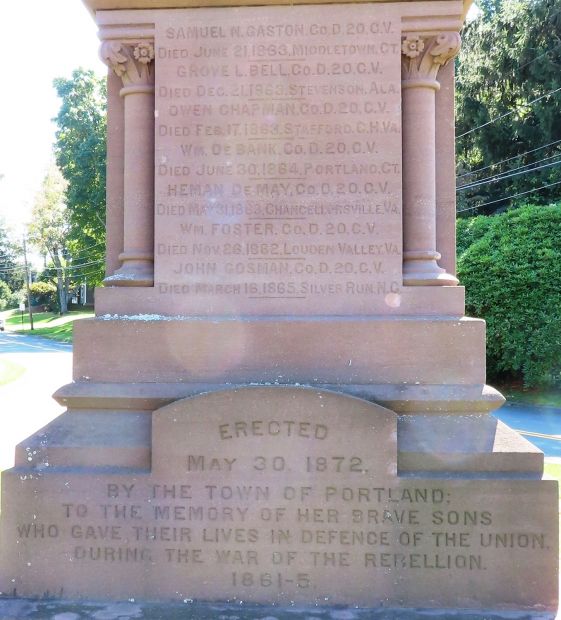 SAMUEL N. GASTON, CO. D. 20. C.V.
DIED JUNE 21, 1863, MIDDLETOWN, CT.
GROVE L. BELL, CO. D. 20. C.V.
DIED DEC. 21, 1863, STEVENSON, ALA.
OWEN CHAPMAN, CO. D. 20. C.V.
DIED FEB. 17, 1863, STAFFORD, C.H. VA.
WM. DE BANK, CO. D. 20. C.V.
DIED JUNE 30, 1864, PORTLAND, CT.
HEMAN DE MAY, CO. D. 20. C.V.
DIED MAY 31, 1863, CHANCELLORSVILLE, VA.
WM. FOSTER, CO. D. 20. C.V.
DIED NOV. 26, 1862, LOUDEN VALLEY, VA.
JOHN GOSMAN, CO. D. 20. C.V.
DIED MARCH 16, 1865, SILVER RUN, N.C.
ERECTED
MAY 30, 1872,
BY THE TOWN OF PORTLAND;
TO THE MEMORY OF HER BRAVE SONS
WHO GAVE THEIR LIVES IN DEFENCE OF THE UNION,
DURING THE WAR OF THE REBELLION.
1861-5.